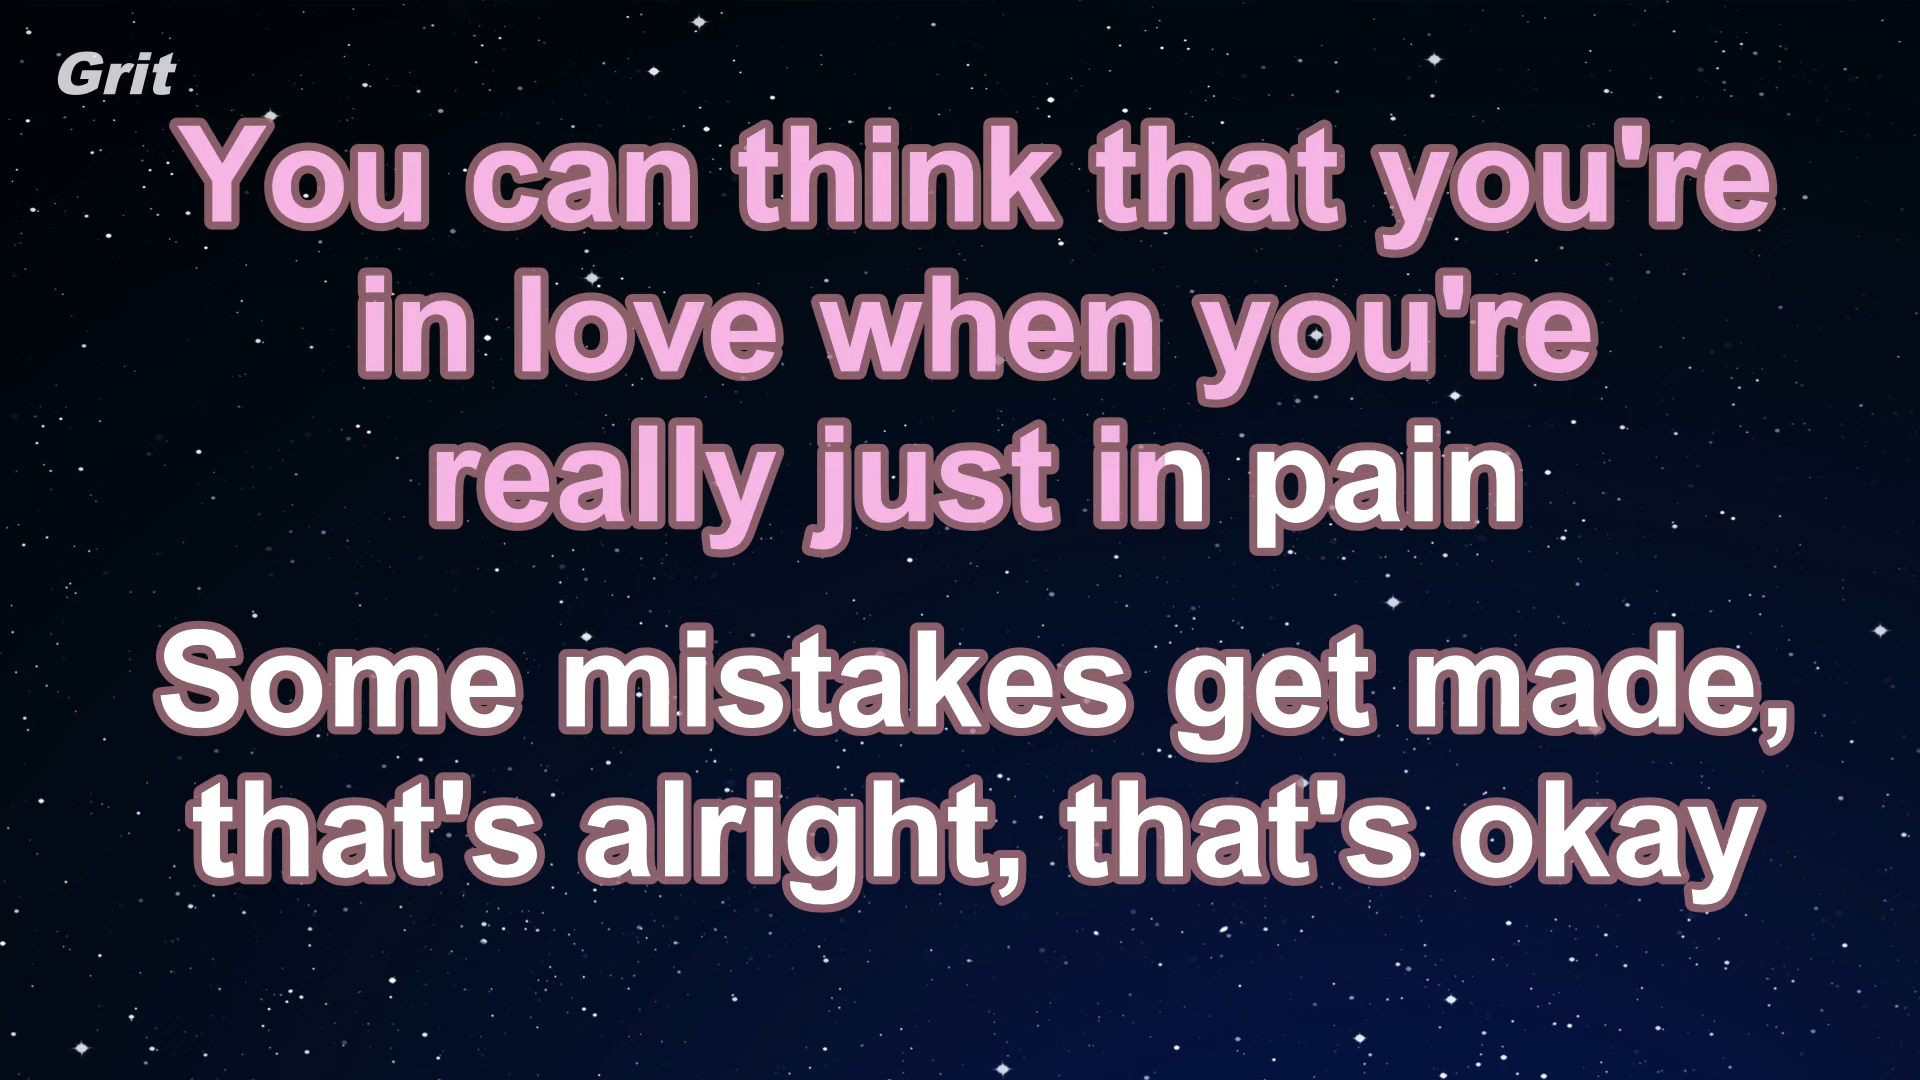 Grit
You can think that you're
in love when you're
really just in pain
Some mistakes get made,
that's alright, that's okay